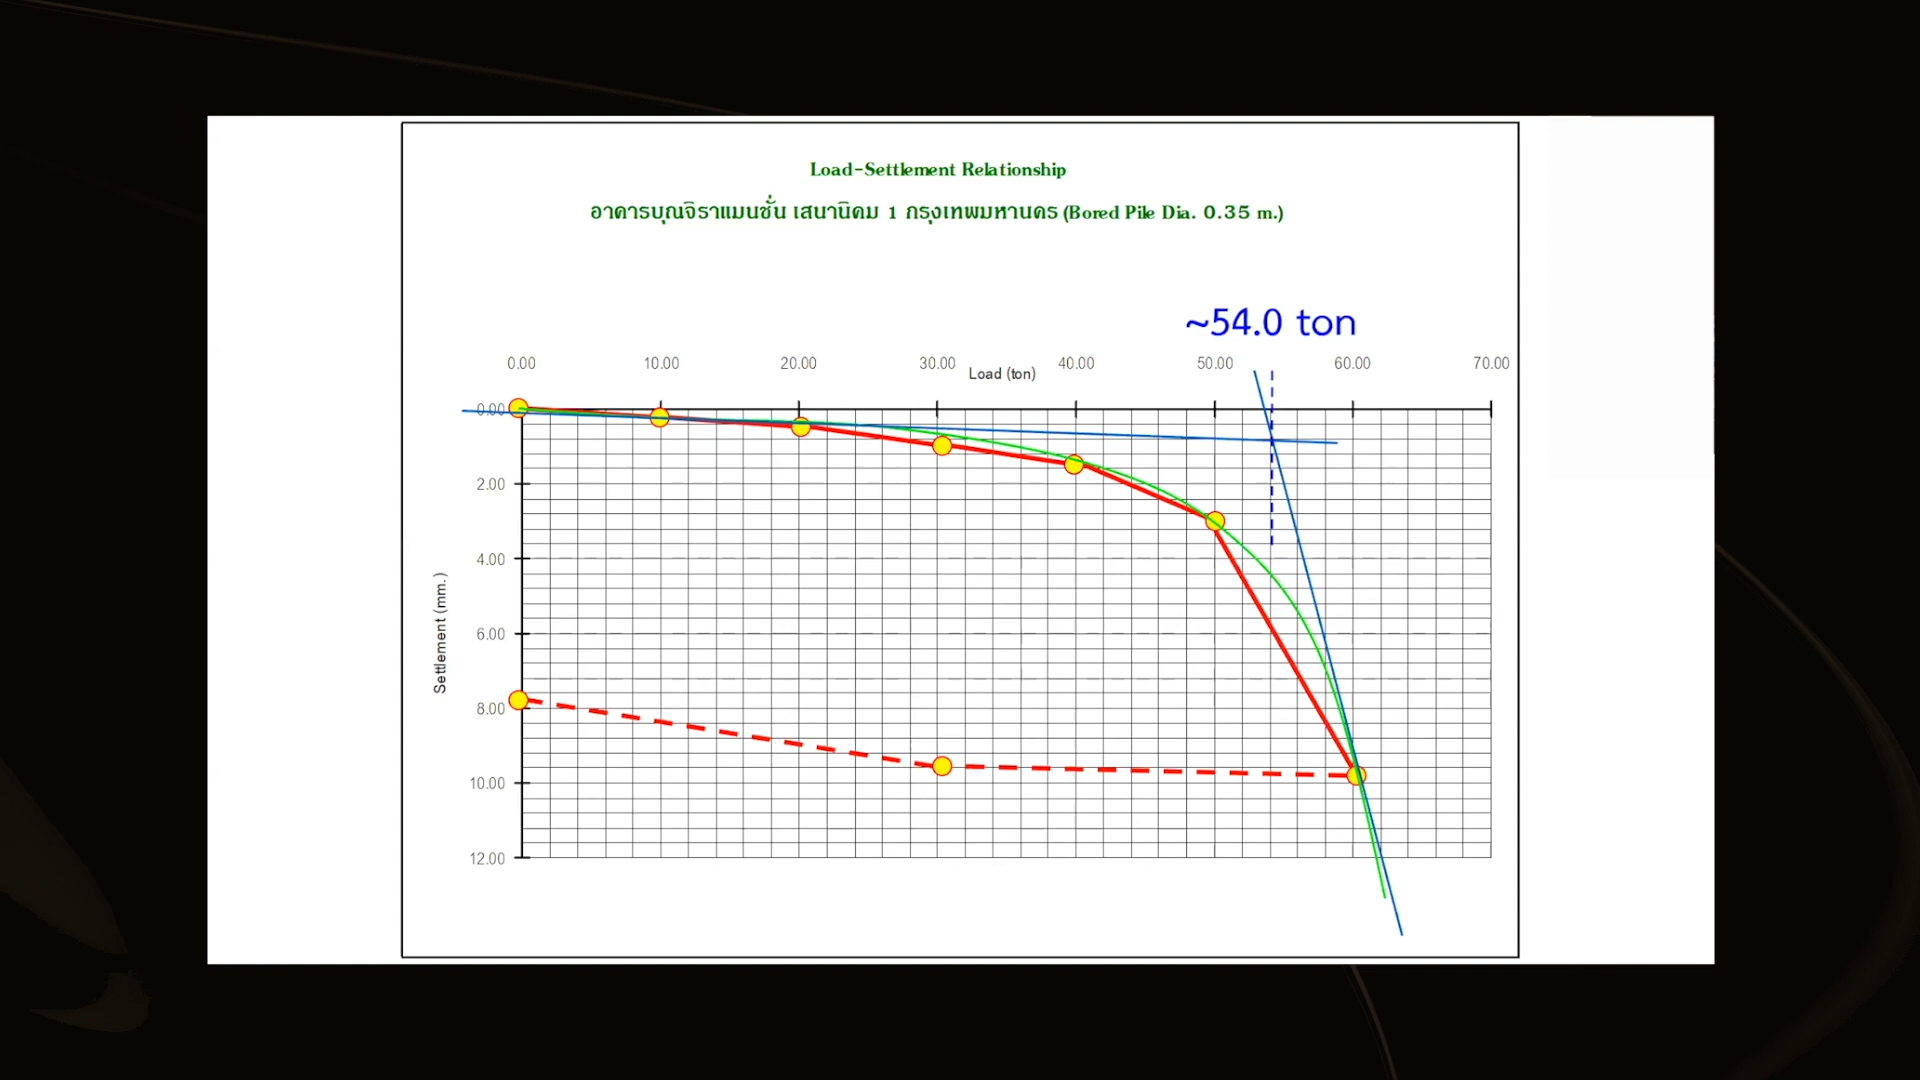 Load-Settlement Relationship
อาคารบุณจิราแมนชั่น เสนานิคม 1 กรุงเทพมหานคร (Bored Pile Dia. 0.35 m.)
~54.0 ton
0.00 10.00 20.00 30.00 40.00 50.00 60.00 70.00
Load (ton)
0.00
2.00
4.00
6.00
8.00
10.00
12.00
Settlement (mm.)